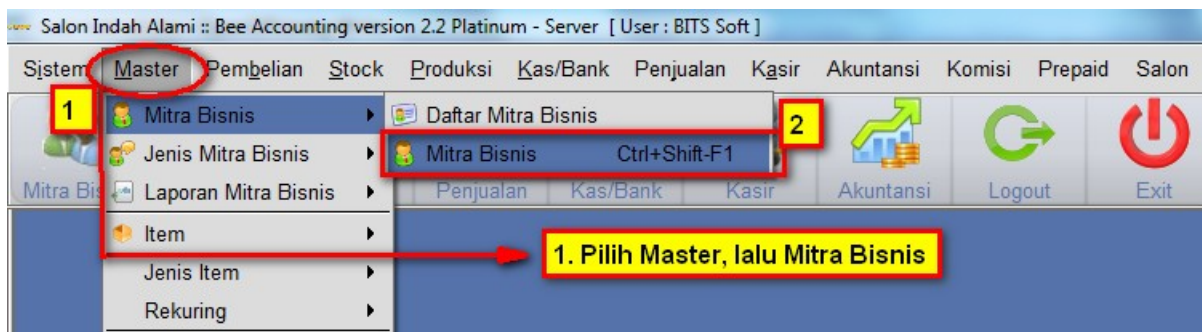 Salon Indah Alami :: Bee Accounting version 2.2 Platinum - Server [ User : BITS Soft ]
Sistem Master Pembelian Stock Produksi Kas/Bank Penjualan Kasir Akuntansi Komisi Prepaid Salon
1 Mitra Bisnis Daftar Mitra Bisnis 2
Jenis Mitra Bisnis Mitra Bisnis Ctrl+Shift-F1
Mitra Laporan Mitra Bisnis Penjualan Kas/Bank Kasir Akuntansi Logout Exit
Item
1. Pilih Master, lalu Mitra Bisnis
Jenis Item
Rekuring